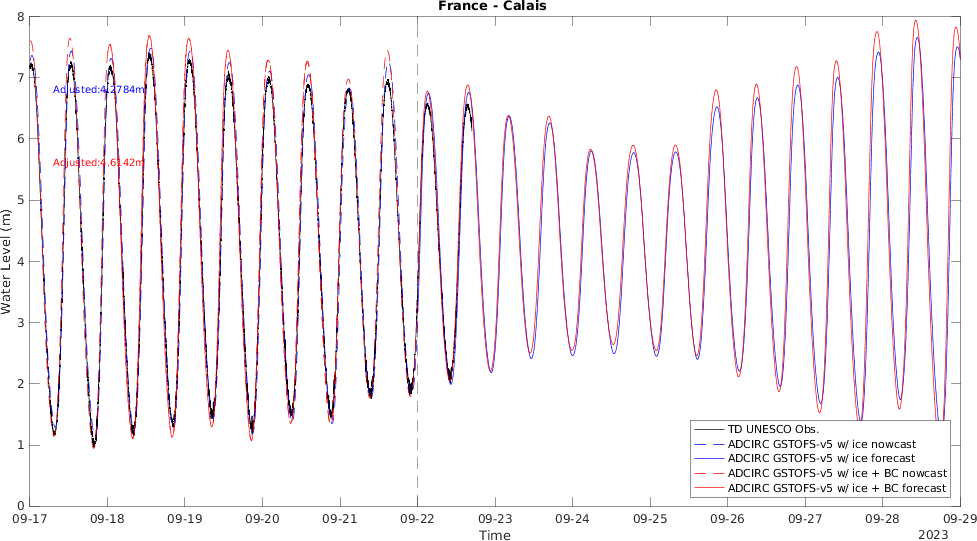 France - Calais
8
7
6
5
4
3
2
1
0
Water Level (m)
Adjusted:4.2784m
Adjusted:4.6142m
TD UNESCO Obs.
ADCIRC GSTOFS-v5 w/ ice nowcast
ADCIRC GSTOFS-v5 w/ ice forecast
ADCIRC GSTOFS-v5 w/ ice + BC nowcast
ADCIRC GSTOFS-v5 w/ ice + BC forecast
09-17 09-18 09-19 09-20 09-21 09-22 09-23 09-24 09-25 09-26 09-27 09-28 09-29
Time
2023